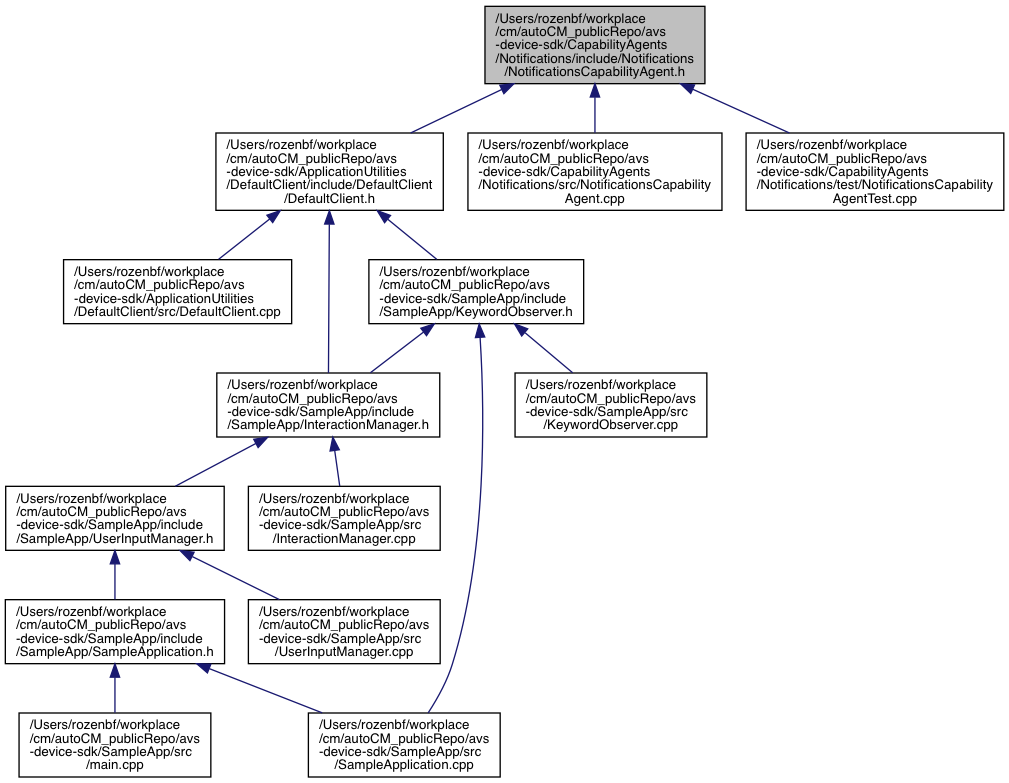 /Users/rozenbf/workplace
/cm/autoCM_publicRepo/avs
-device-sdk/CapabilityAgents
/Notifications/include/Notifications
/NotificationsCapabilityAgent.h
/Users/rozenbf/workplace
/cm/autoCM_publicRepo/avs
-device-sdk/ApplicationUtilities
/DefaultClient/include/DefaultClient
/DefaultClient.h
/Users/rozenbf/workplace
/cm/autoCM_publicRepo/avs
-device-sdk/CapabilityAgents
/Notifications/src/NotificationsCapability
Agent.cpp
/Users/rozenbf/workplace
/cm/autoCM_publicRepo/avs
-device-sdk/CapabilityAgents
/Notifications/test/NotificationsCapability
AgentTest.cpp
/Users/rozenbf/workplace
/cm/autoCM_publicRepo/avs
-device-sdk/ApplicationUtilities
/DefaultClient/src/DefaultClient.cpp
/Users/rozenbf/workplace
/cm/autoCM_publicRepo/avs
-device-sdk/SampleApp/include
/SampleApp/KeywordObserver.h
/Users/rozenbf/workplace
/cm/autoCM_publicRepo/avs
-device-sdk/SampleApp/include
/SampleApp/InteractionManager.h
/Users/rozenbf/workplace
/cm/autoCM_publicRepo/avs
-device-sdk/SampleApp/src
/KeywordObserver.cpp
/Users/rozenbf/workplace
/cm/autoCM_publicRepo/avs
-device-sdk/SampleApp/include
/SampleApp/UserInputManager.h
/Users/rozenbf/workplace
/cm/autoCM_publicRepo/avs
-device-sdk/SampleApp/src
/InteractionManager.cpp
/Users/rozenbf/workplace
/cm/autoCM_publicRepo/avs
-device-sdk/SampleApp/include
/SampleApp/SampleApplication.h
/Users/rozenbf/workplace
/cm/autoCM_publicRepo/avs
-device-sdk/SampleApp/src
/UserInputManager.cpp
/Users/rozenbf/workplace
/cm/autoCM_publicRepo/avs
-device-sdk/SampleApp/src
/main.cpp
/Users/rozenbf/workplace
/cm/autoCM_publicRepo/avs
-device-sdk/SampleApp/src
/SampleApplication.cpp